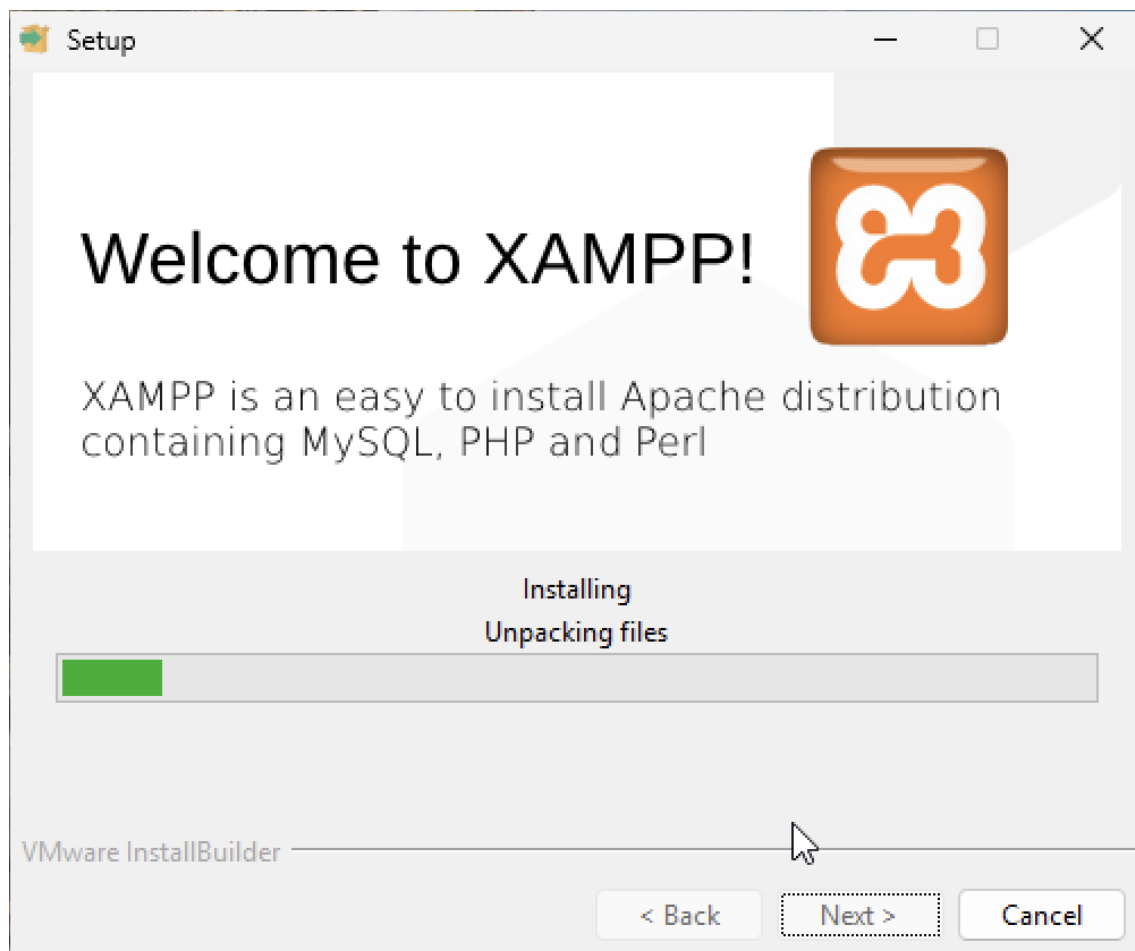 Setup
Welcome to XAMPP!
XAMPP is an easy to install Apache distribution
containing MySQL, PHP and Perl
Installing
Unpacking files
VMware InstallBuilder
< Back
Next >
Cancel